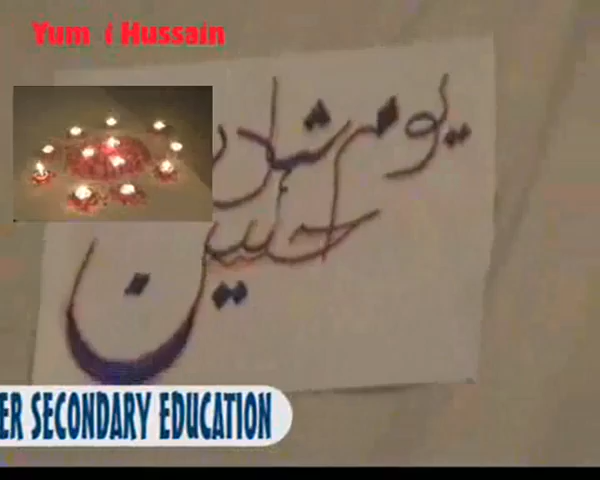 Yum i Hussain
یوم
حسین
ER SECONDARY EDUCATION